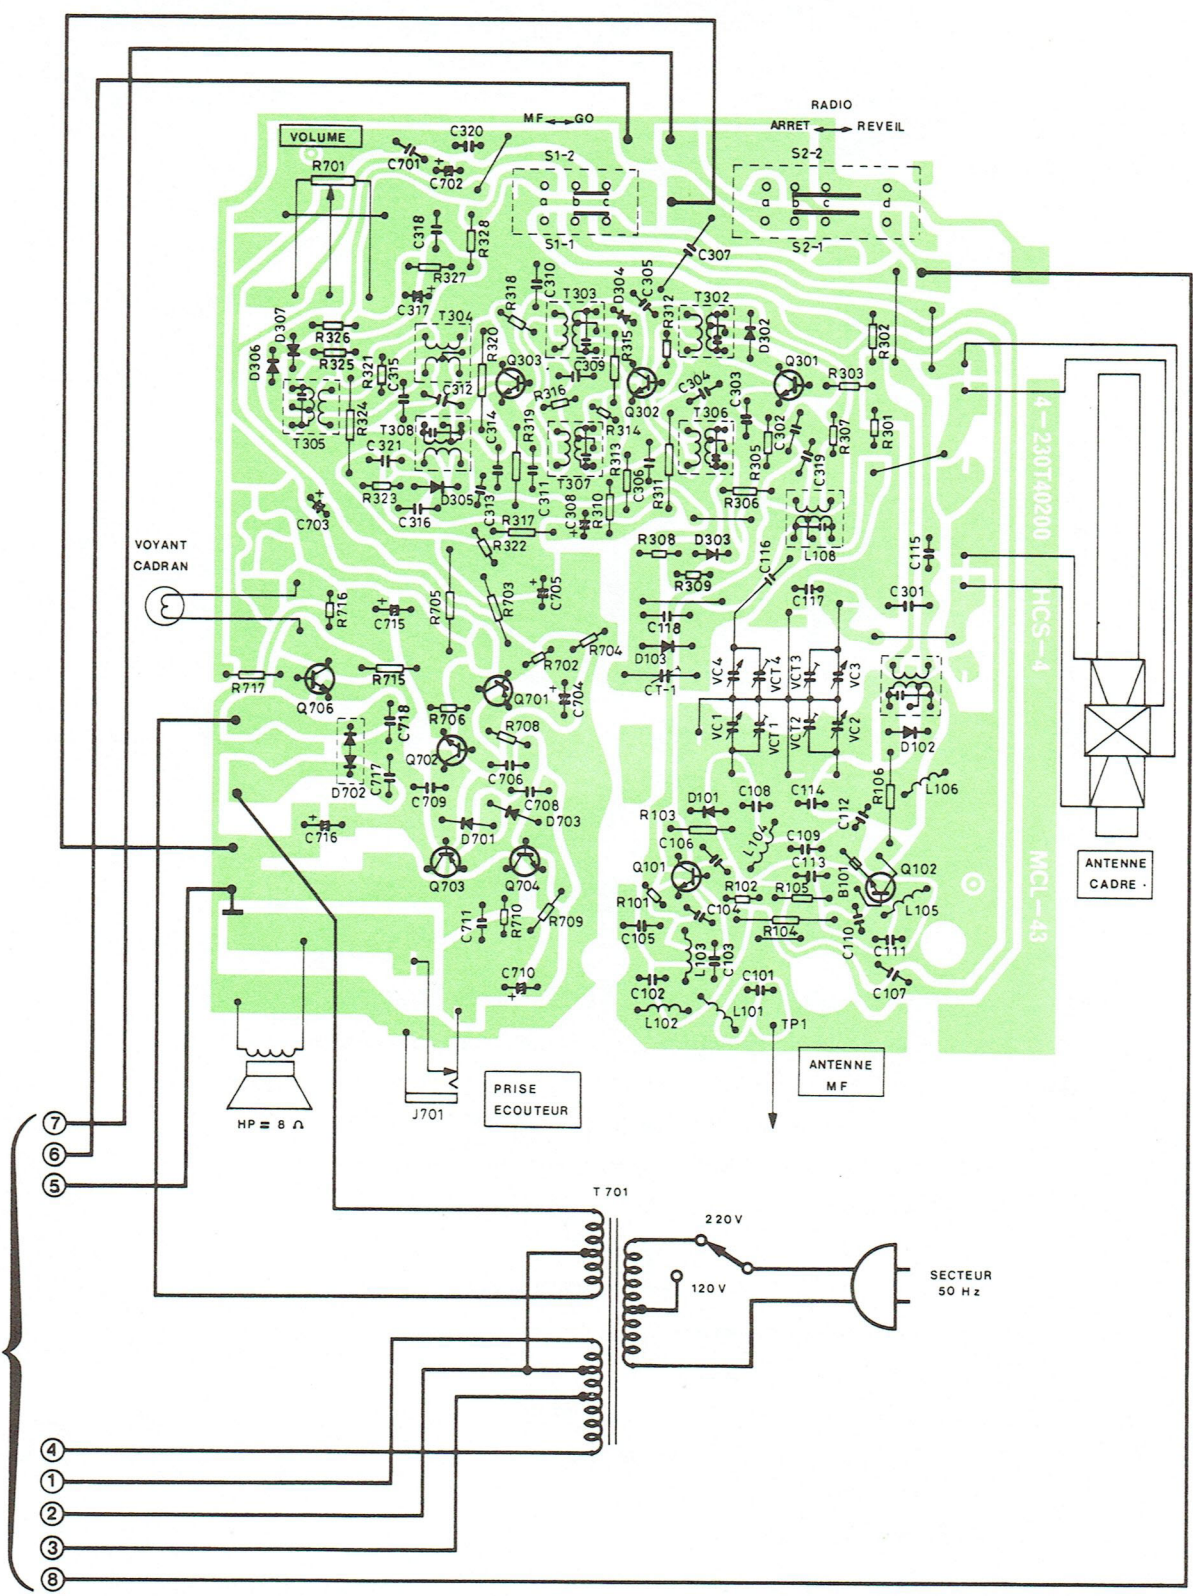 RADIO
MF GO
ARRET REVEIL
VOLUME
C320
C701
C702
S1-2
S2-2
R701
a b c
a b c d
S1-1
S2-1
C318
R328
C307
R327
C317
R318
C310
T303
D304
C305
R312
T302
D302
R302
D307
R326
T304
R320
R315
D306
R325
R321
C315
Q303
C309
Q301
R303
C312
R316
Q302
C304
C303
T305
R324
T308
C314
R319
R314
T306
C302
R307
R301
C321
R313
R305
C319
R323
D305
C313
C311
T307
C306
R311
R306
C316
C308
R310
C703
R317
L108
VOYANT
CADRAN
R322
R308
D303
C116
C115
R309
R716
C715
R705
R703
C705
C117
C301
C118
R704
D103
R702
R717
R715
CT-1
VC4
VCT4
VCT3
VC3
Q706
Q701
C704
R706
C718
R708
VC1
VCT1
VCT2
VC2
D102
Q702
C706
D702
C717
C709
C708
R106
L106
D101
C108
C114
C112
C716
D701
D703
R103
C106
L104
C109
C113
Q703
Q704
Q101
R102
R105
B101
Q102
R101
C104
L105
C711
R710
R709
C105
R104
C110
C111
L103
C103
C710
C102
C101
C107
L102
L101
TP1
4-230T40200 HCS-4
MCL-43
ANTENNE
CADRE
ANTENNE
MF
PRISE
ECOUTEUR
J701
HP = 8 Ω
7
6
5
T 701
220V
120V
SECTEUR
50 Hz
4
1
2
3
8